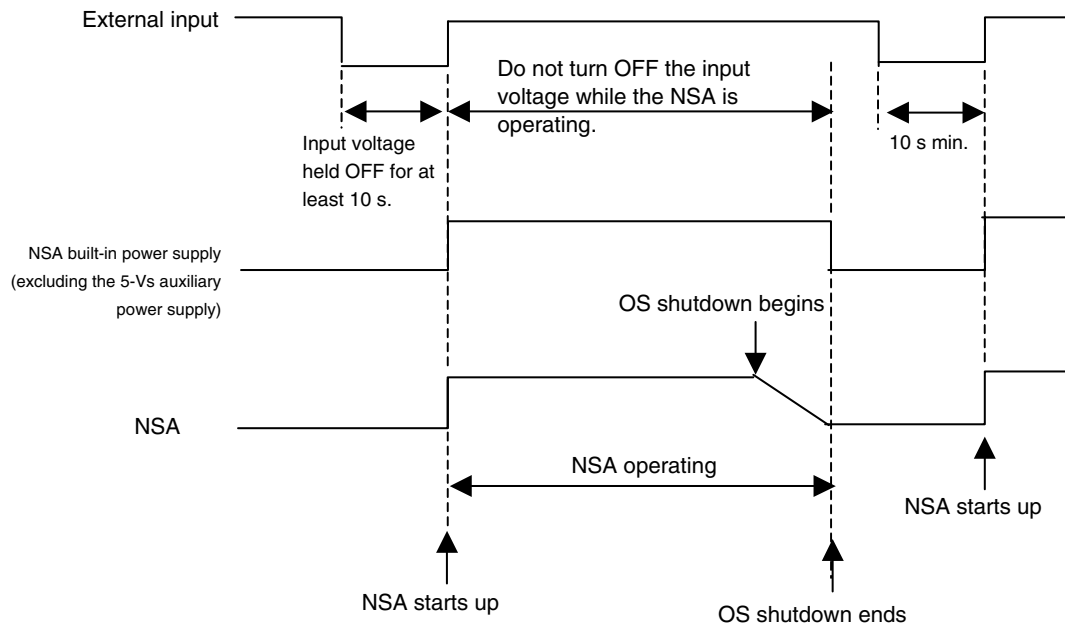 External input
Do not turn OFF the input
voltage while the NSA is
operating.
Input voltage
held OFF for at
least 10 s.
10 s min.
NSA built-in power supply
(excluding the 5-Vs auxiliary
power supply)
OS shutdown begins
NSA
NSA operating
NSA starts up
NSA starts up
OS shutdown ends